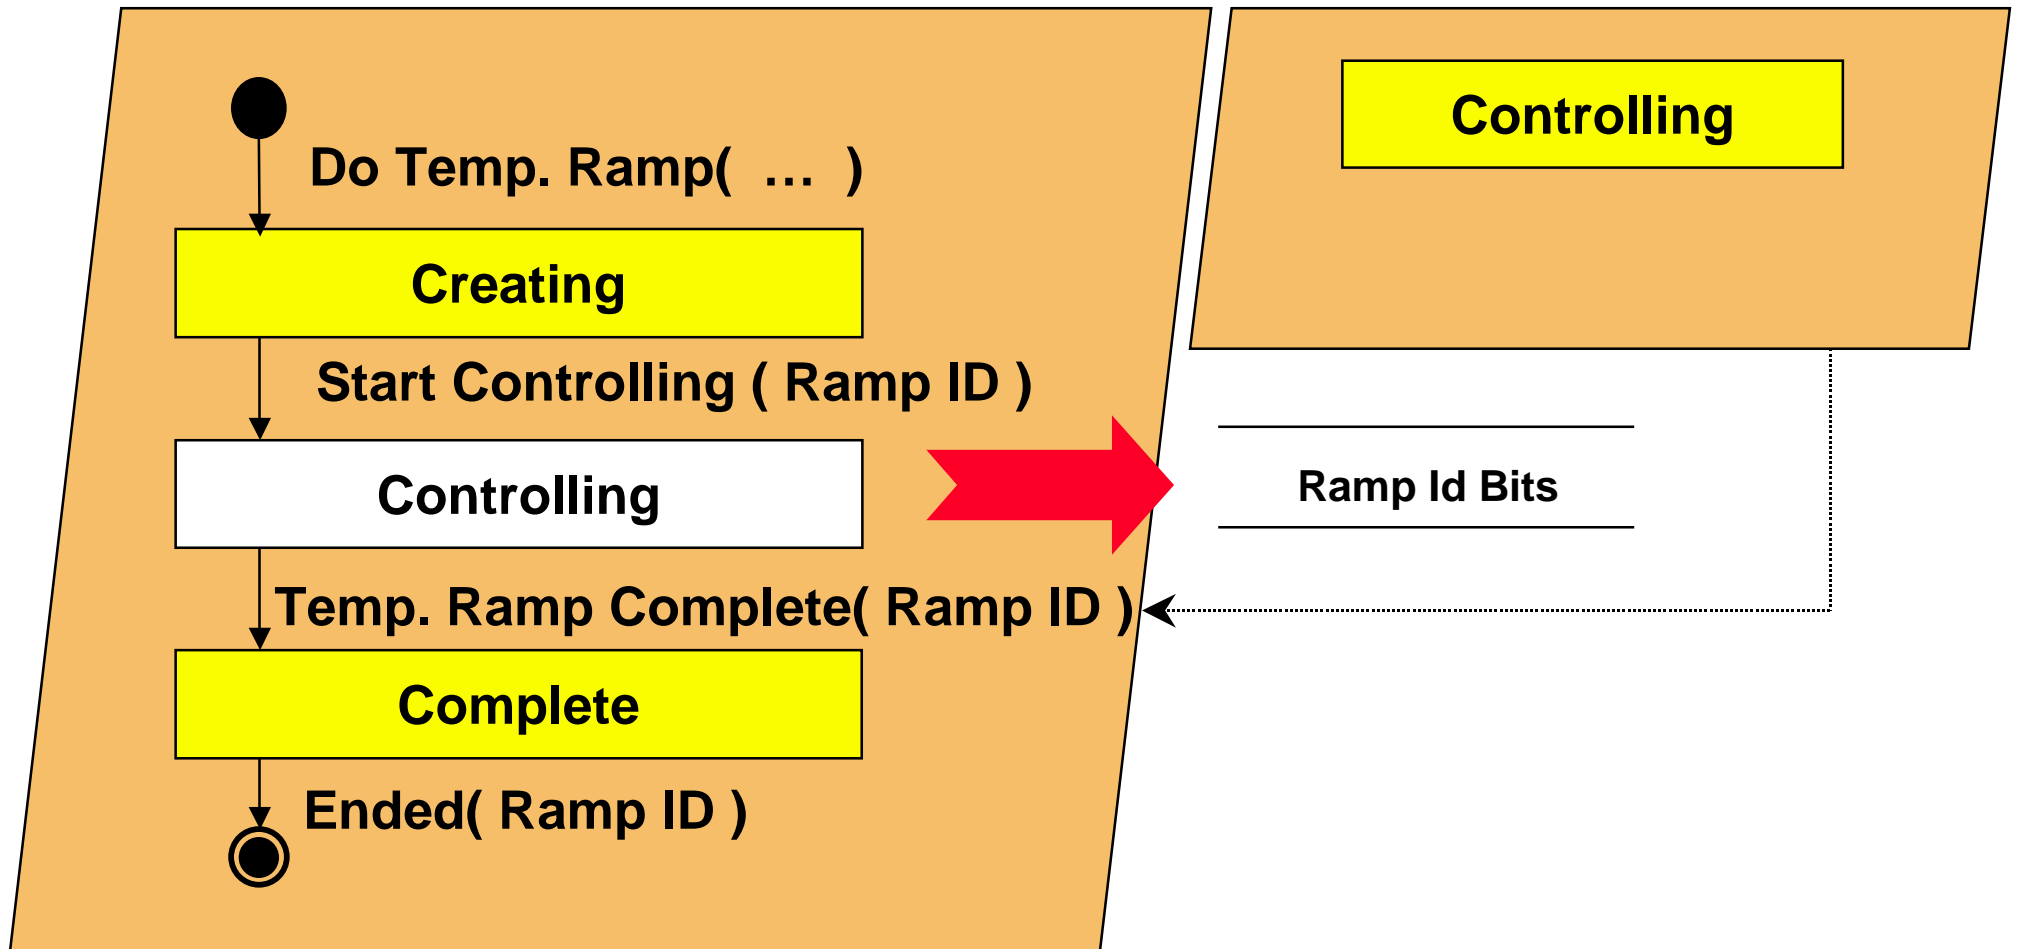 Do Temp. Ramp( … )
Creating
Start Controlling ( Ramp ID )
Controlling
Temp. Ramp Complete( Ramp ID )
Complete
Ended( Ramp ID )
Controlling
Ramp Id Bits